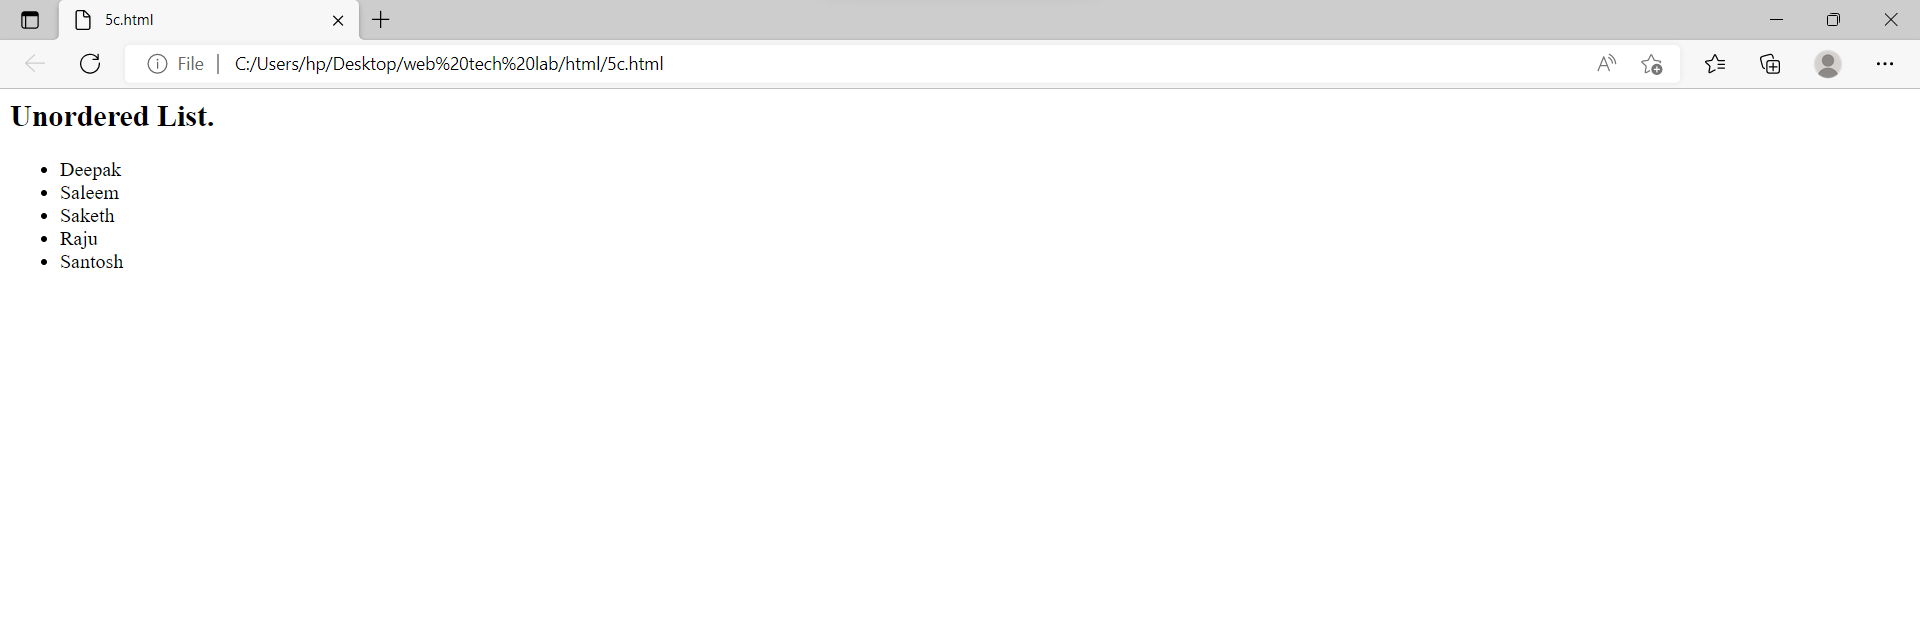 5c.html
File
C:/Users/hp/Desktop/web%20tech%20lab/html/5c.html
Unordered List.
Deepak
Saleem
Saketh
Raju
Santosh